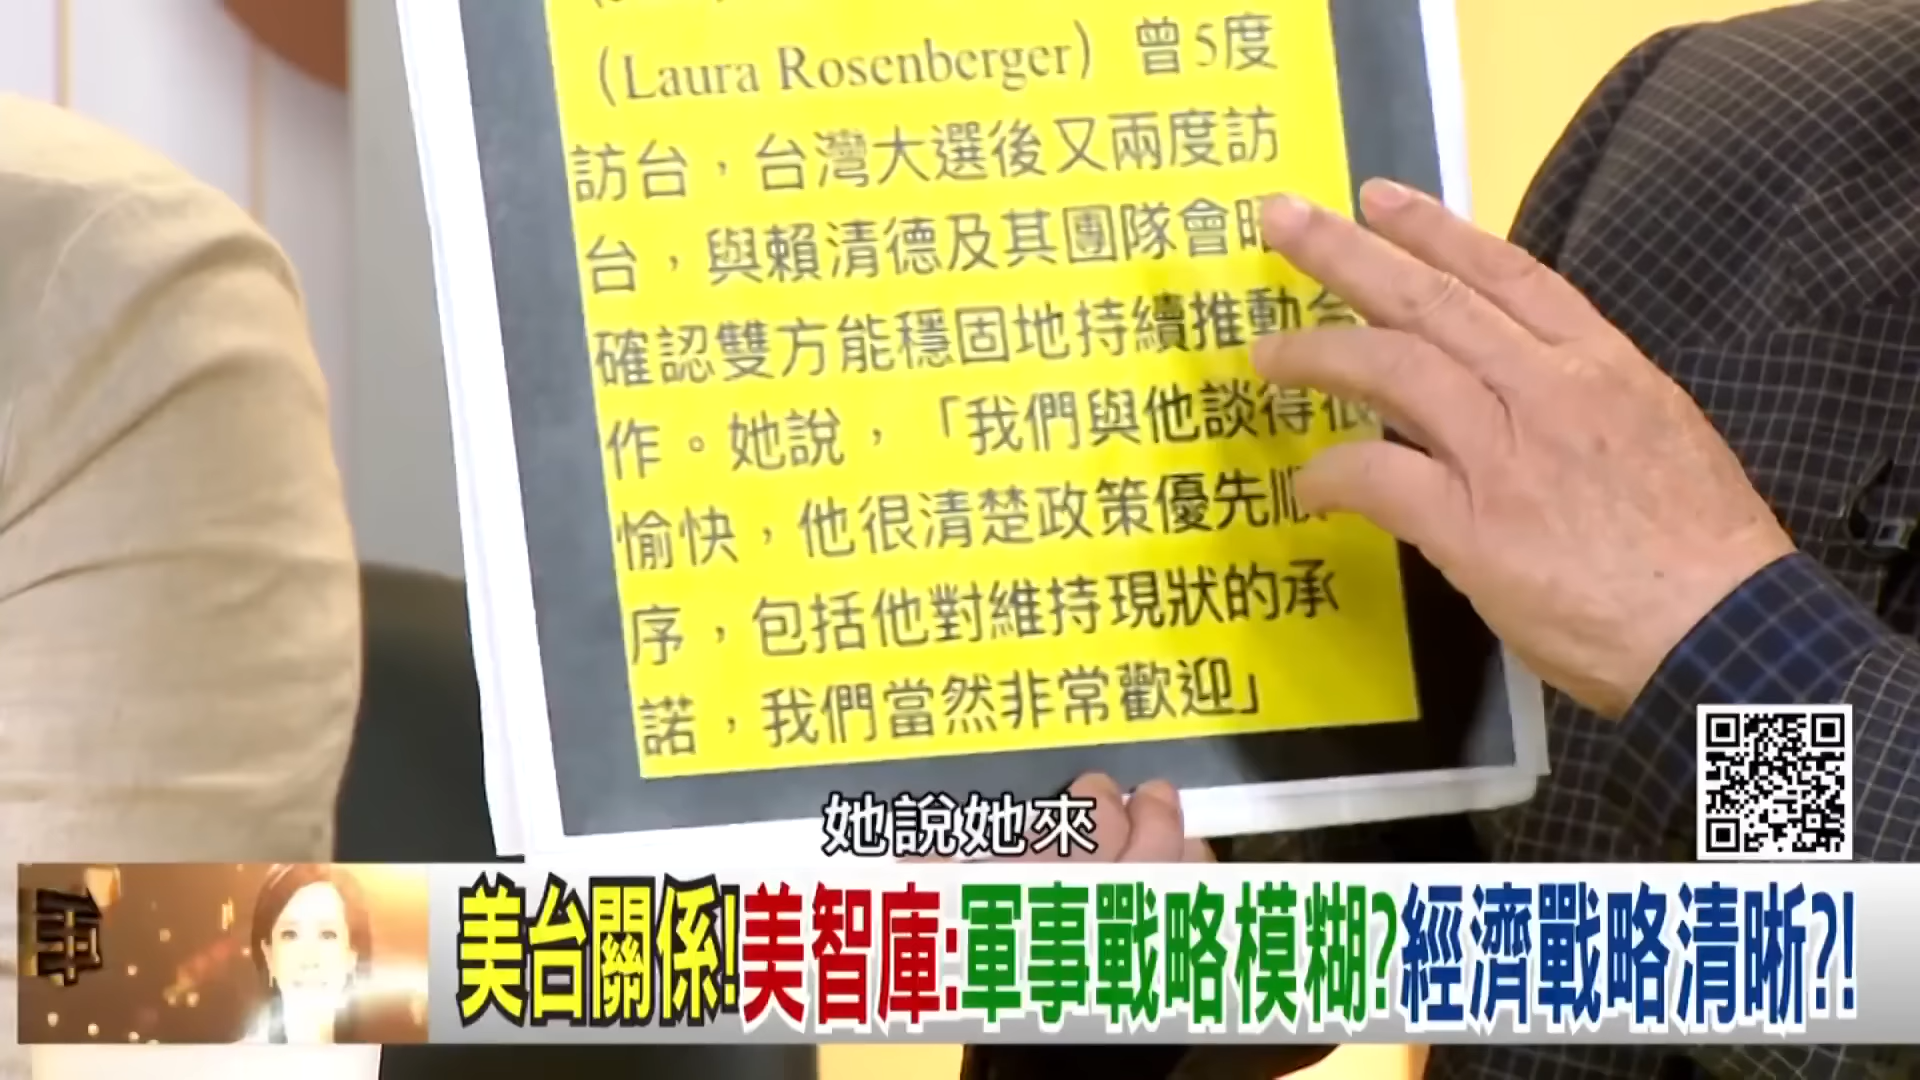 （Laura Rosenberger）曾5度
訪台，台灣大選後又兩度訪
台，與賴清德及其團隊會晤
確認雙方能穩固地持續推動合
作。她說，「我們與他談得很
愉快，他很清楚政策優先順
序，包括他對維持現狀的承
諾，我們當然非常歡迎」
她說她來
美台關係!美智庫:軍事戰略模糊?經濟戰略清晰?!